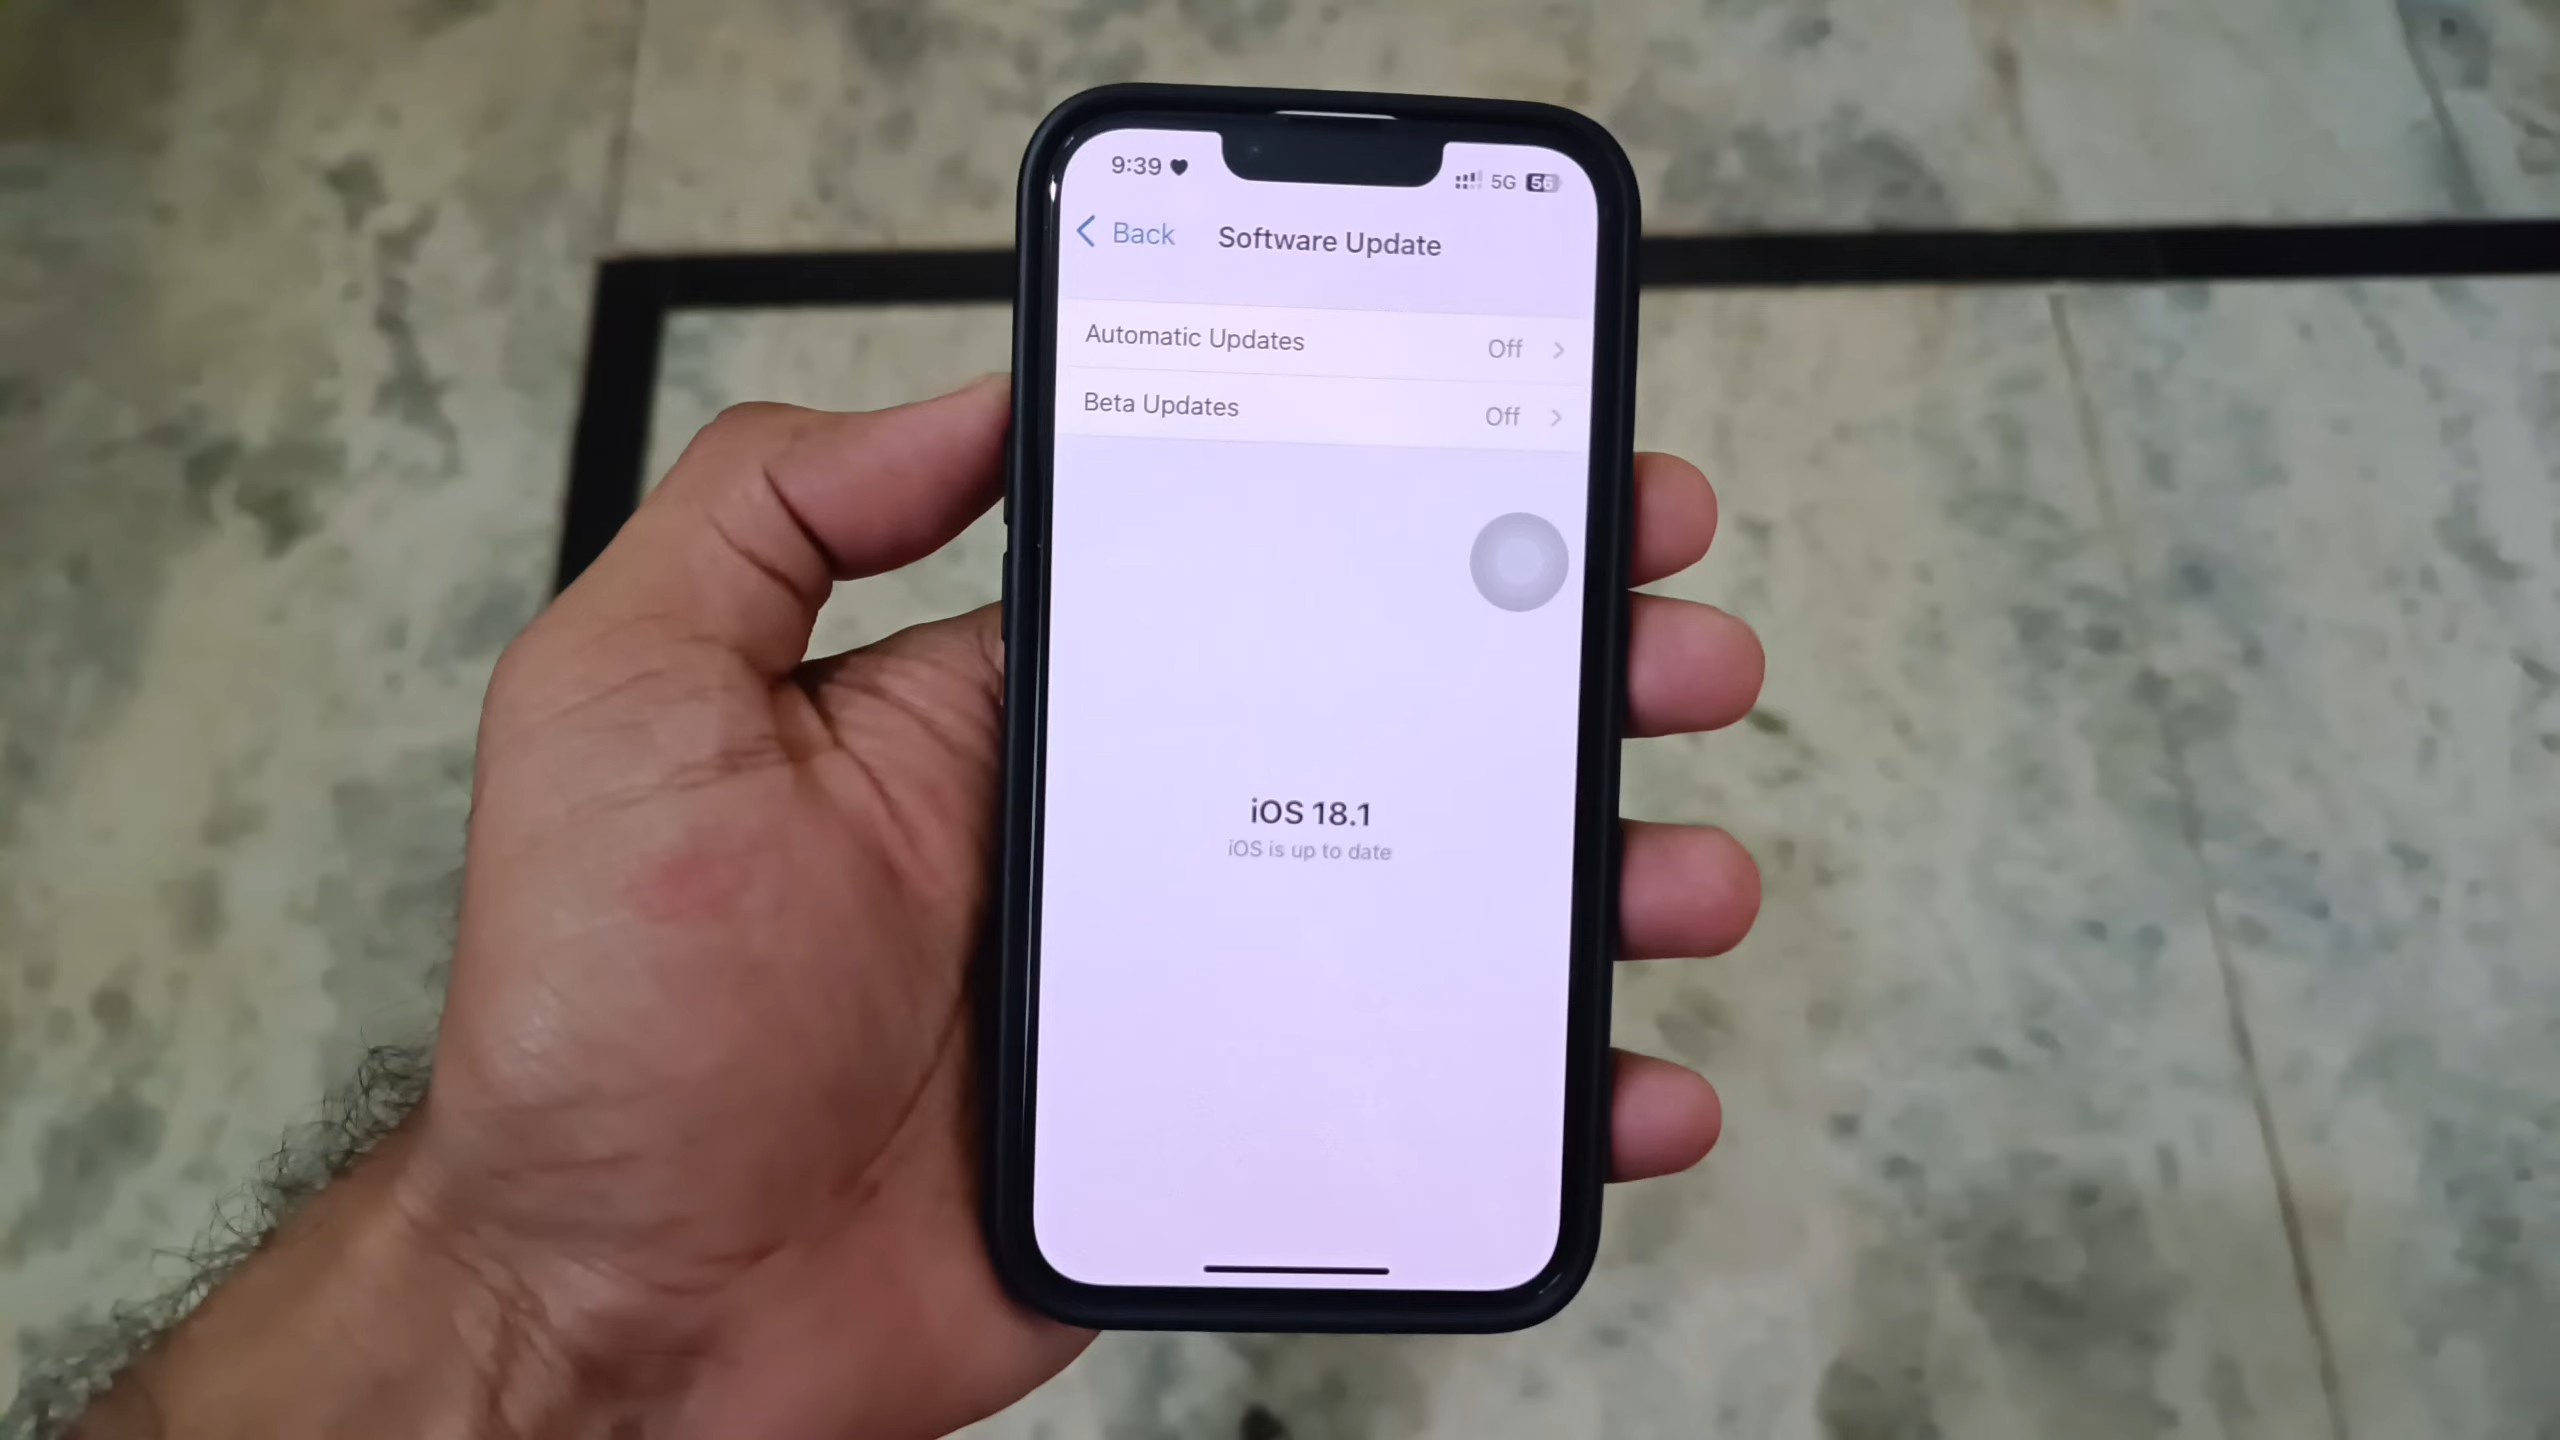 9:39
5G 56
Back Software Update
Automatic Updates Off
Beta Updates Off
iOS 18.1
iOS is up to date